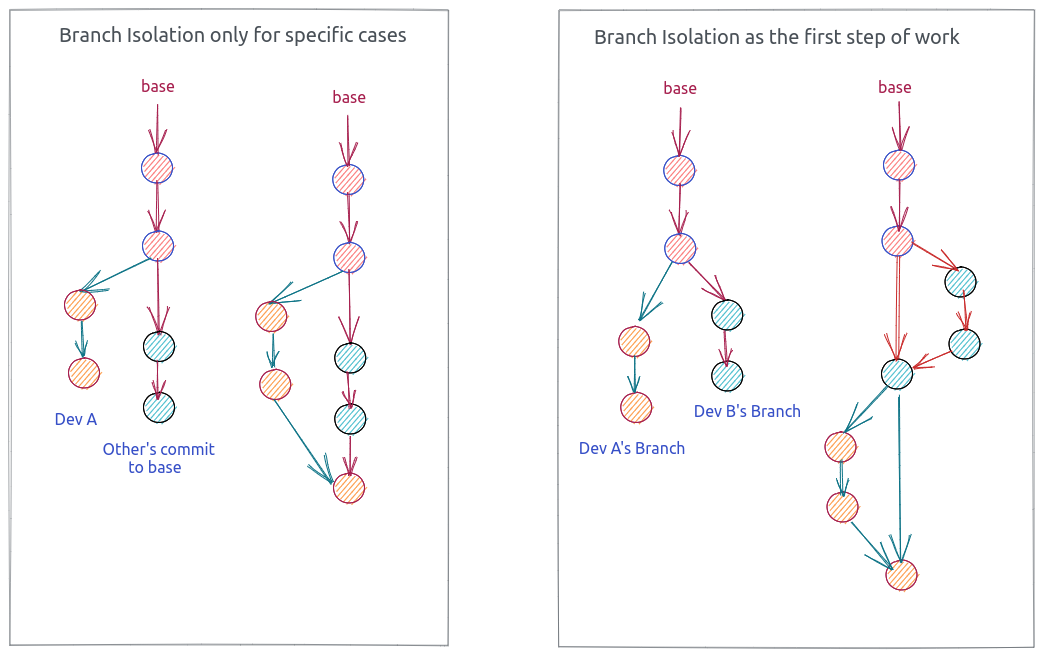 Branch Isolation only for specific cases
base
base
Dev A
Other's commit
to base
Branch Isolation as the first step of work
base
base
Dev B's Branch
Dev A's Branch